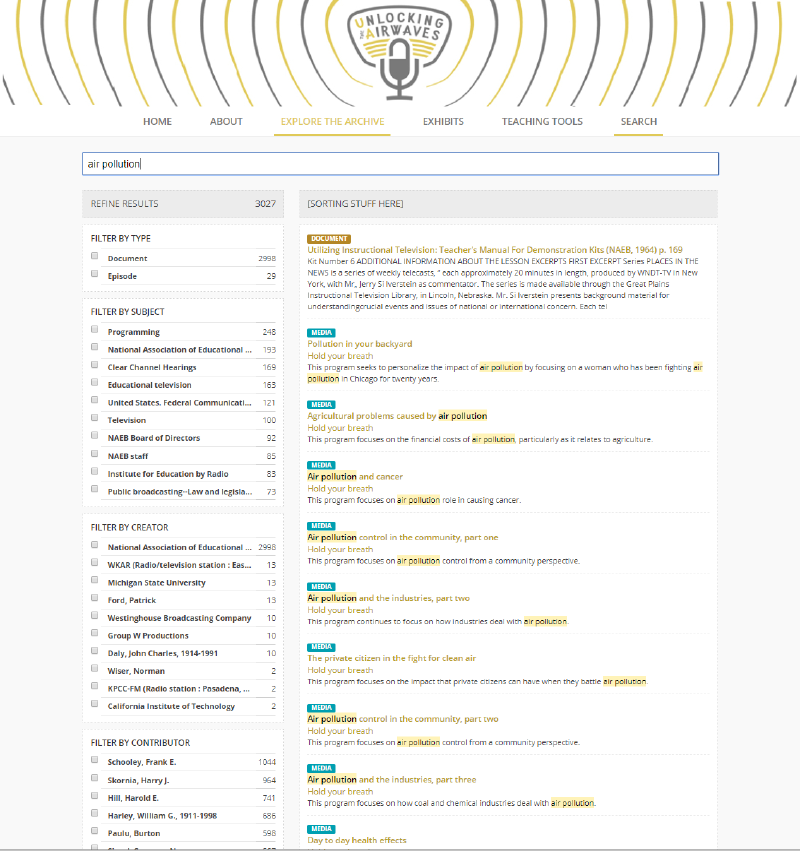 UNLOCKING
THE AIRWAVES
HOME ABOUT EXPLORE THE ARCHIVE EXHIBITS TEACHING TOOLS SEARCH
air pollution
REFINE RESULTS 3027
FILTER BY TYPE
Document 2998
Episode 29
FILTER BY SUBJECT
Programming 248
National Association of Educational ... 193
Clear Channel Hearings 169
Educational television 163
United States. Federal Communicati... 121
Television 100
NAEB Board of Directors 92
NAEB staff 85
Institute for Education by Radio 83
Public broadcasting--Law and legisla... 73
FILTER BY CREATOR
National Association of Educational ... 2998
WKAR (Radio/television station : Eas... 13
Michigan State University 13
Ford, Patrick 13
Westinghouse Broadcasting Company 10
Group W Productions 10
Daly, John Charles, 1914-1991 10
Wiser, Norman 2
KPCC-FM (Radio station : Pasadena, ... 2
California Institute of Technology 2
FILTER BY CONTRIBUTOR
Schooley, Frank E. 1044
Skornia, Harry J. 964
Hill, Harold E. 741
Harley, William G., 1911-1998 686
Paulu, Burton 598
[SORTING STUFF HERE]
DOCUMENT
Utilizing Instructional Television: Teacher's Manual For Demonstration Kits (NAEB, 1964) p. 169
Kit Number 6 ADDITIONAL INFORMATION ABOUT THE LESSON EXCERPTS FIRST EXCERPT Series PLACES IN THE
NEWS is a series of weekly telecasts, " each approximately 20 minutes in length, produced by WNDT-TV in New
York, with Mr, Jerry Si lverstein as commentator. The series is made available through the Great Plains
Instructional Television Library, in Lincoln, Nebraska. Mr. Si lverstein presents background material for
understandingcrucial events and issues of national or international concern. Each tel
MEDIA
Pollution in your backyard
Hold your breath
This program seeks to personalize the impact of air pollution by focusing on a woman who has been fighting air
pollution in Chicago for twenty years.
MEDIA
Agricultural problems caused by air pollution
Hold your breath
This program focuses on the financial costs of air pollution, particularly as it relates to agriculture.
MEDIA
Air pollution and cancer
Hold your breath
This program focuses on air pollution role in causing cancer.
MEDIA
Air pollution control in the community, part one
Hold your breath
This program focuses on air pollution control from a community perspective.
MEDIA
Air pollution and the industries, part two
Hold your breath
This program continues to focus on how industries deal with air pollution.
MEDIA
The private citizen in the fight for clean air
Hold your breath
This program focuses on the impact that private citizens can have when they battle air pollution.
MEDIA
Air pollution control in the community, part two
Hold your breath
This program focuses on air pollution control from a community perspective.
MEDIA
Air pollution and the industries, part three
Hold your breath
This program focuses on how coal and chemical industries deal with air pollution.
MEDIA
Day to day health effects